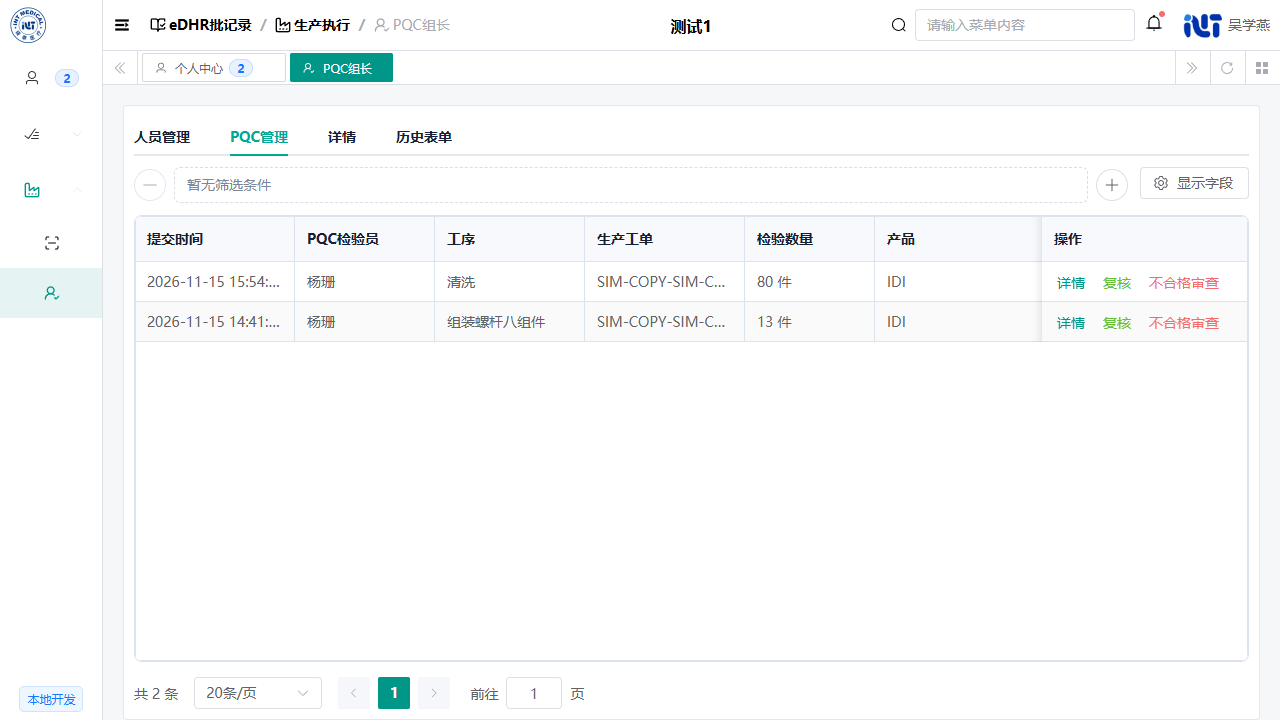 eDHR批记录 / 生产执行 / PQC组长
测试1
请输入菜单内容
吴学燕
2
个人中心 2
PQC组长
人员管理 PQC管理 详情 历史表单
暂无筛选条件
显示字段
提交时间 PQC检验员 工序 生产工单 检验数量 产品 操作
2026-11-15 15:54:... 杨珊 清洗 SIM-COPY-SIM-C... 80 件 IDI 详情 复核 不合格审查
2026-11-15 14:41:... 杨珊 组装螺杆八组件 SIM-COPY-SIM-C... 13 件 IDI 详情 复核 不合格审查
本地开发
共 2 条 20条/页 1 前往 1 页